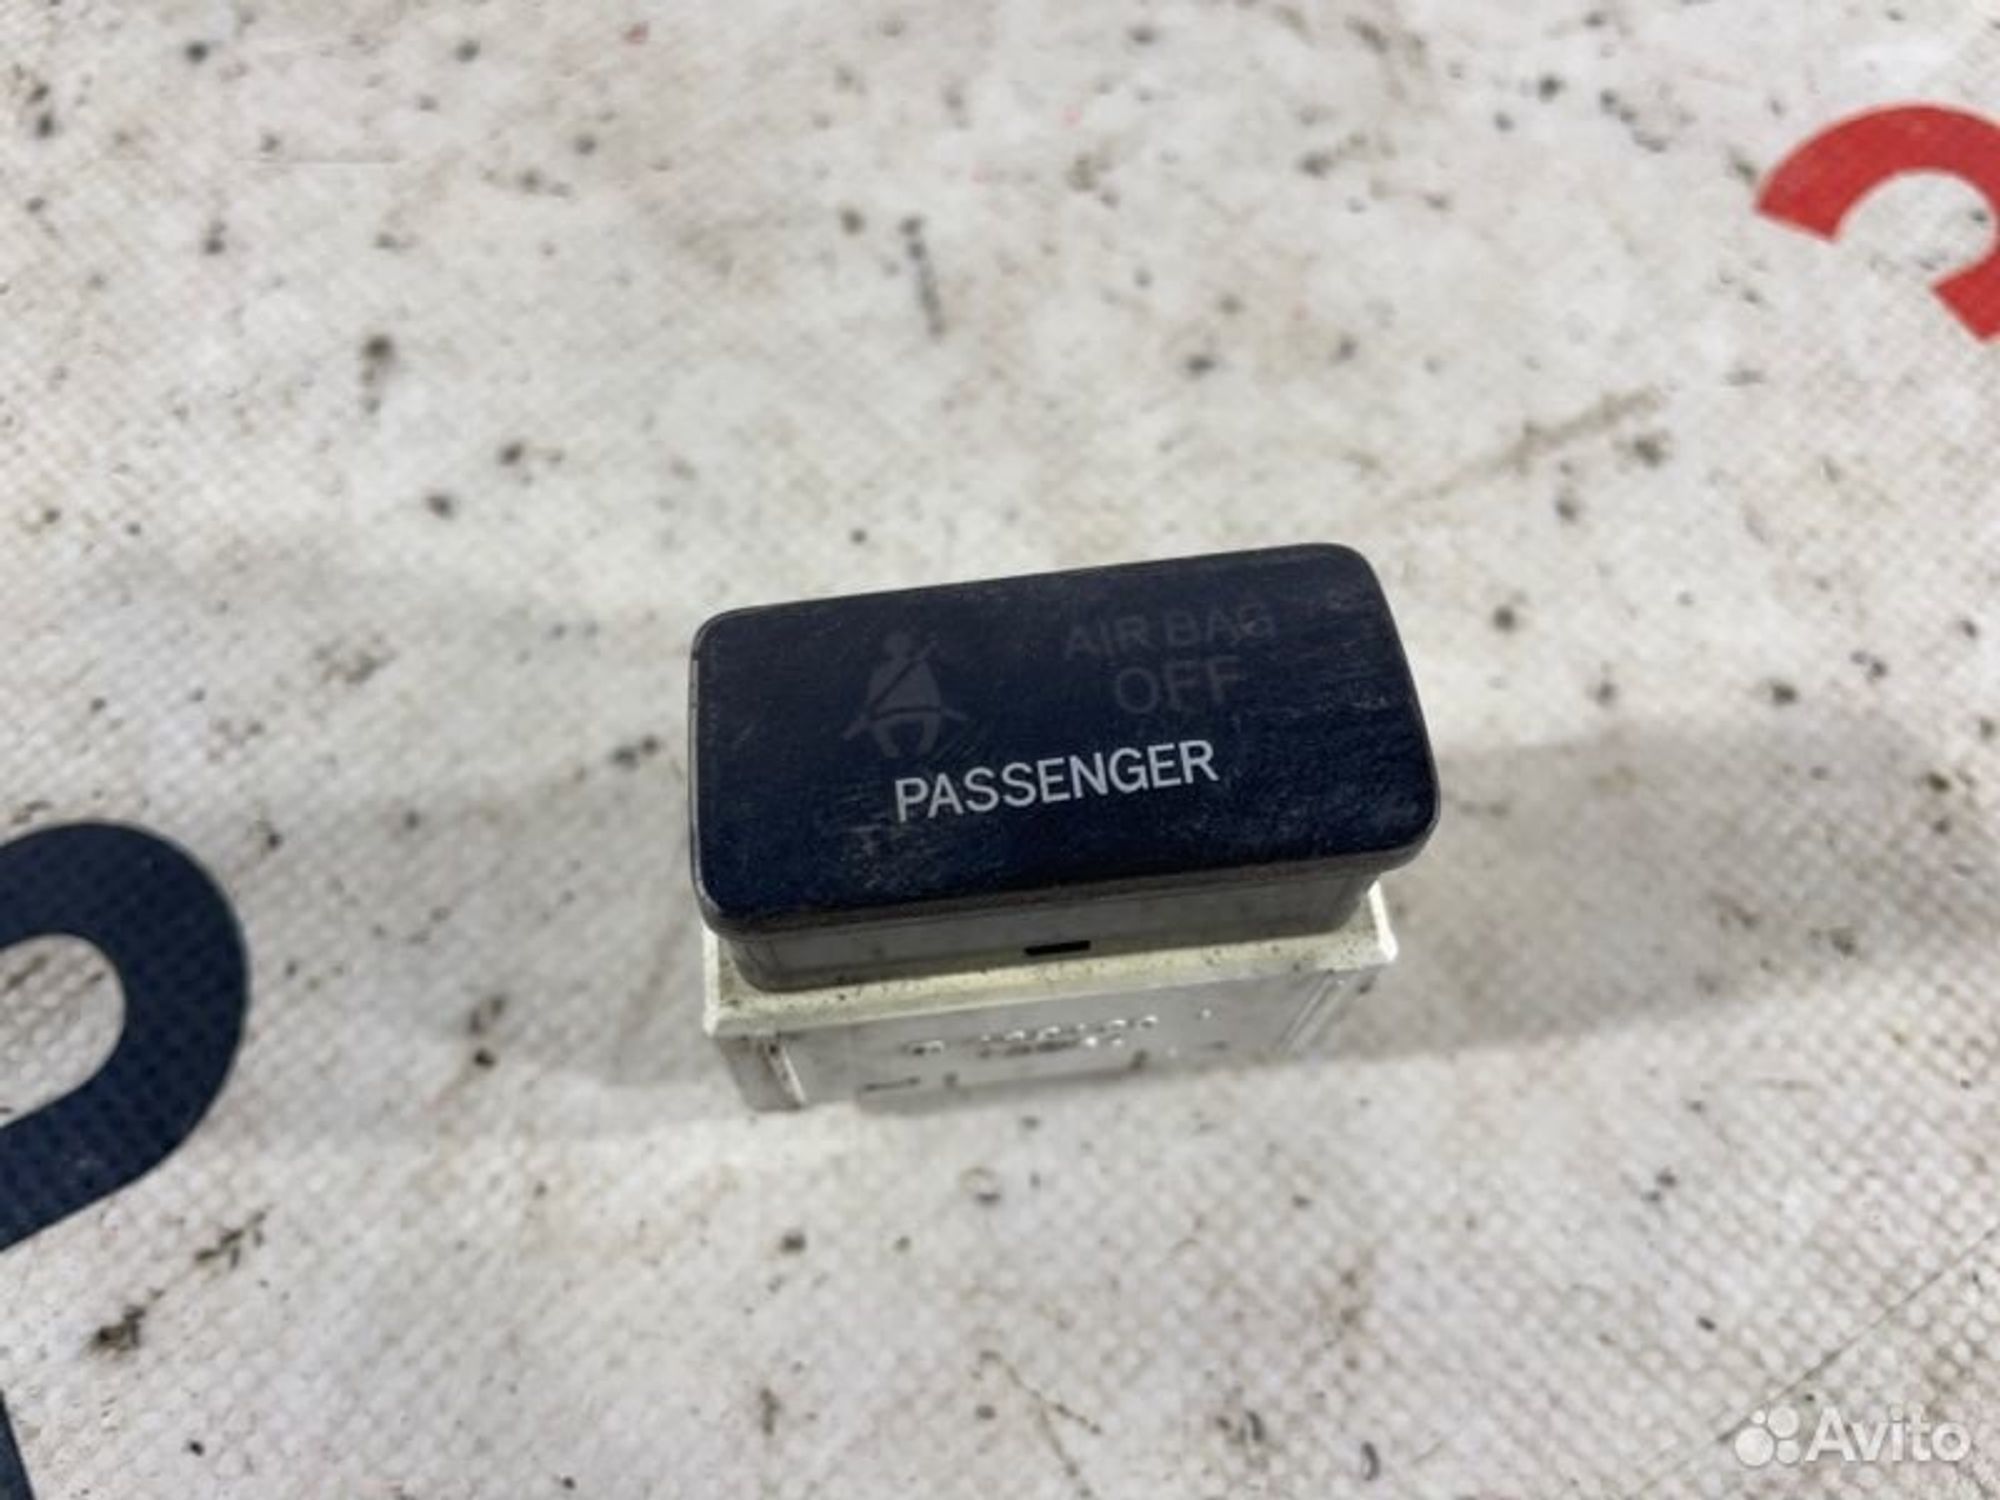 AIR BAG
OFF
PASSENGER
Avito